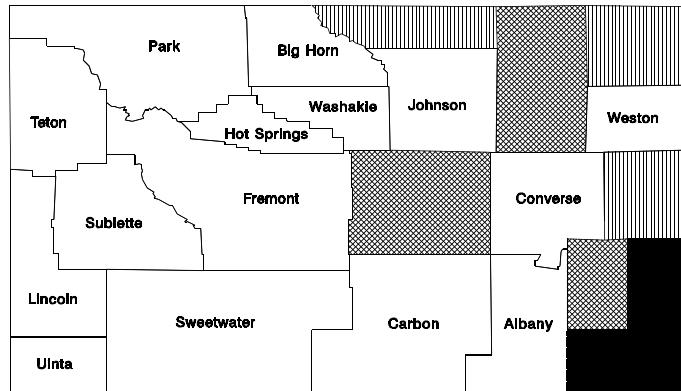 Park
Big Horn
Teton
Washakie
Johnson
Weston
Hot Springs
Fremont
Converse
Sublette
Lincoln
Sweetwater
Carbon
Albany
Uinta